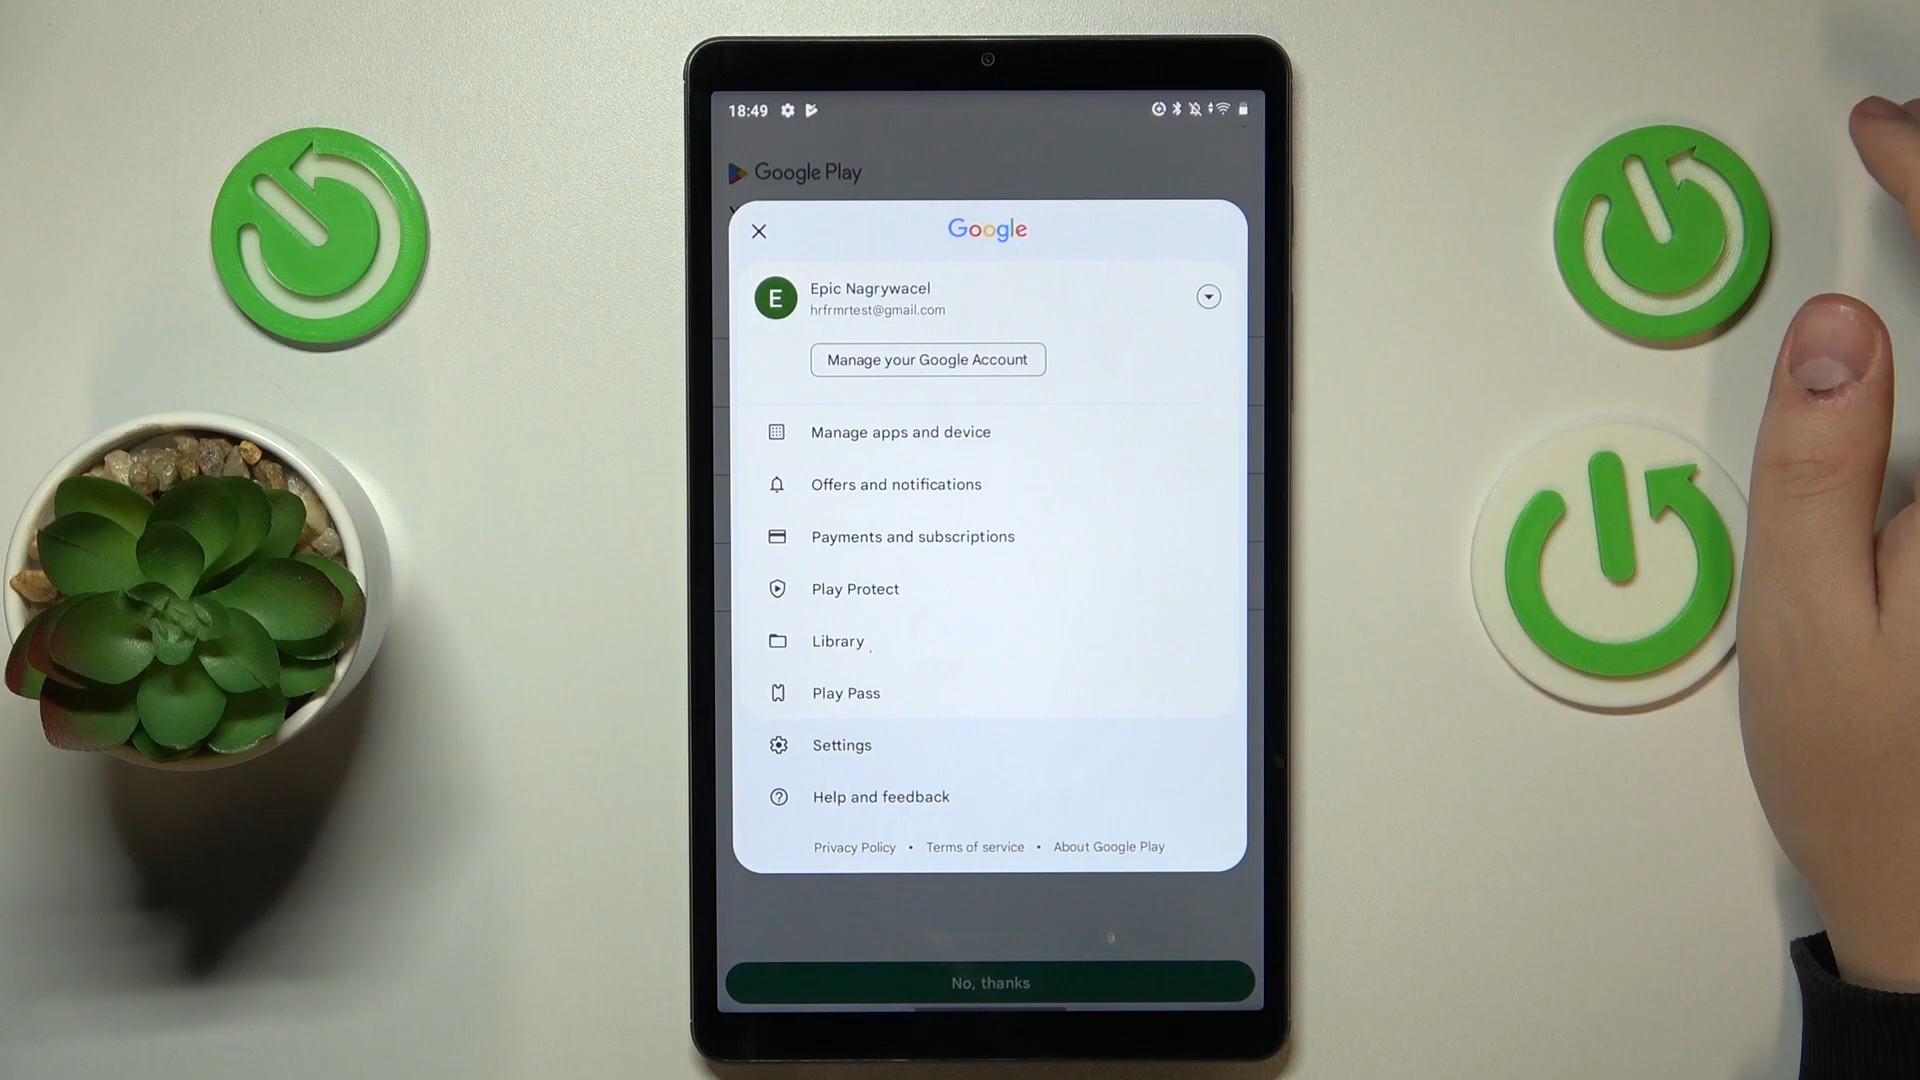 18:49
Google Play
Google
E
Epic Nagrywacel
hrfrmrtest@gmail.com
Manage your Google Account
Manage apps and device
Offers and notifications
Payments and subscriptions
Play Protect
Library
Play Pass
Settings
Help and feedback
Privacy Policy • Terms of service • About Google Play
No, thanks